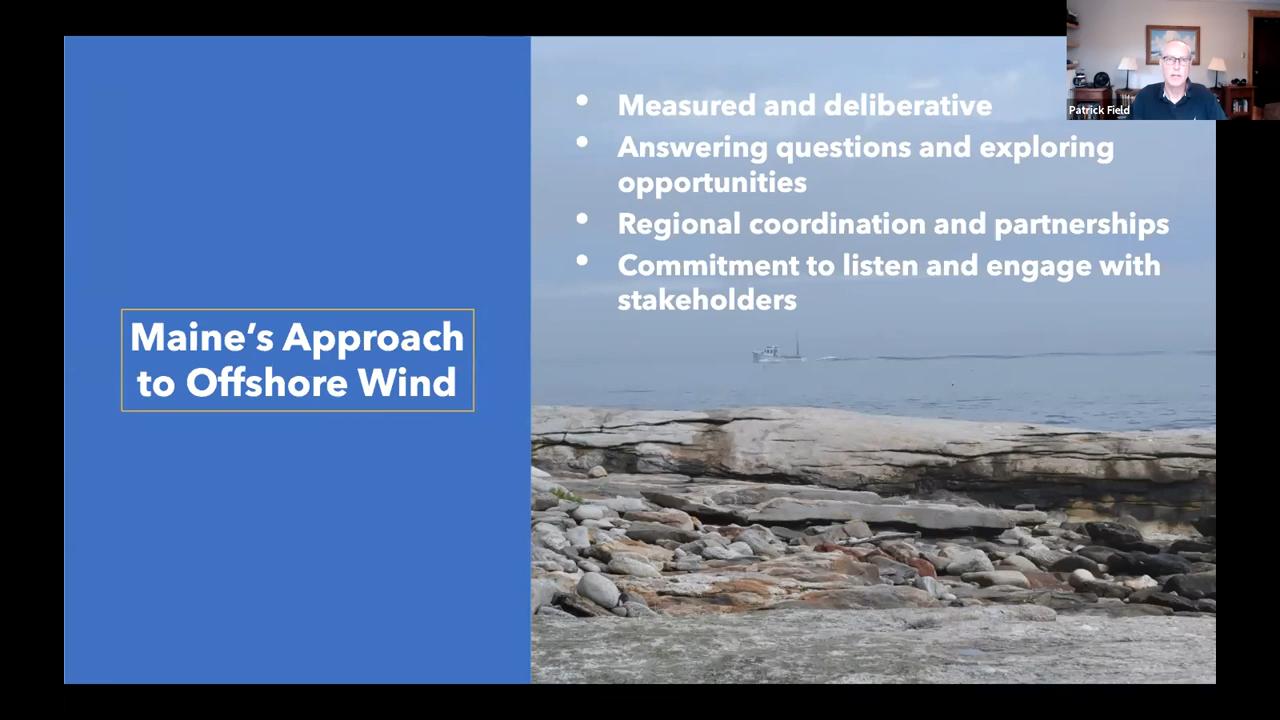 Maine's Approach
to Offshore Wind
• Measured and deliberative
• Answering questions and exploring
opportunities
• Regional coordination and partnerships
• Commitment to listen and engage with
stakeholders
Patrick Field